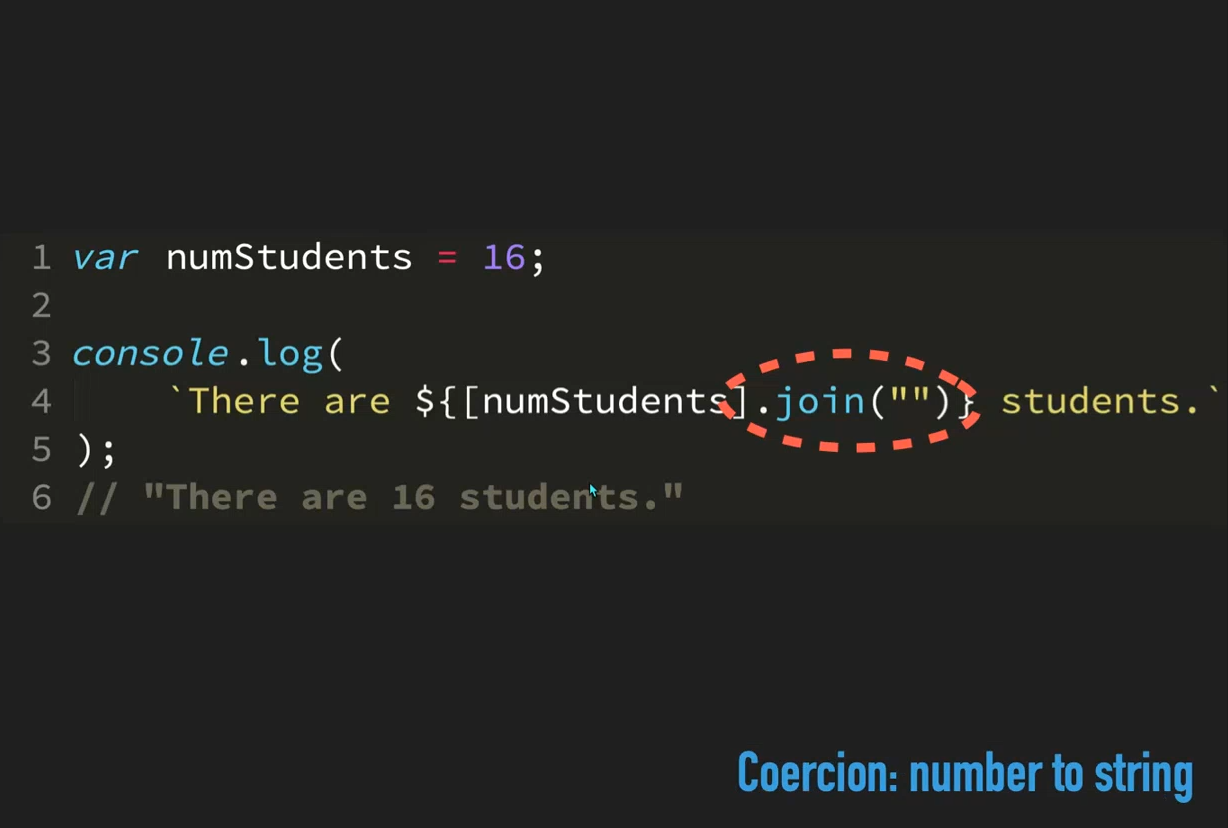 1 var numStudents = 16;
2
3 console.log(
4 `There are ${[numStudents].join("")} students.`
5 );
6 // "There are 16 students."
Coercion: number to string